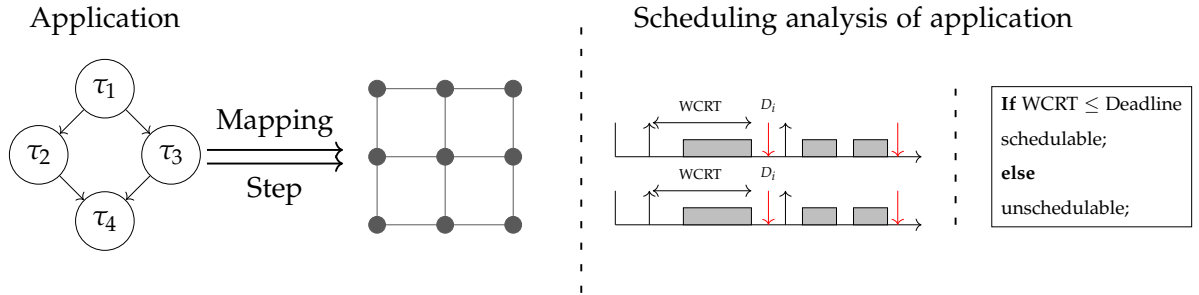 Application
τ1
τ2
τ3
τ4
Mapping
Step
Scheduling analysis of application
WCRT
Di
WCRT
Di
If WCRT ≤ Deadline
schedulable;
else
unschedulable;